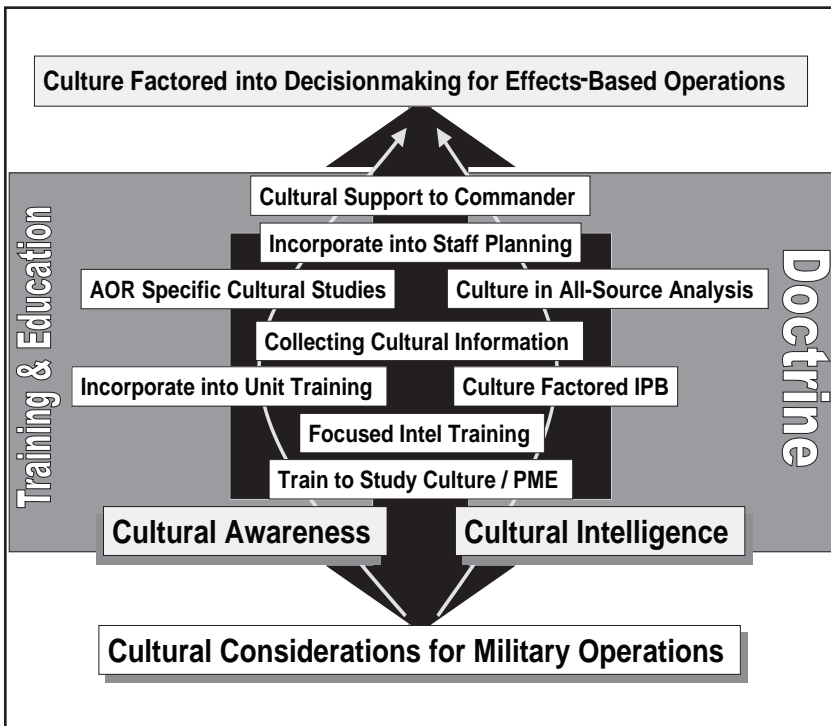 Culture Factored into Decisionmaking for Effects-Based Operations
Training & Education
Cultural Support to Commander
Incorporate into Staff Planning
AOR Specific Cultural Studies
Culture in All-Source Analysis
Collecting Cultural Information
Incorporate into Unit Training
Culture Factored IPB
Focused Intel Training
Train to Study Culture / PME
Cultural Awareness
Cultural Intelligence
Doctrine
Cultural Considerations for Military Operations